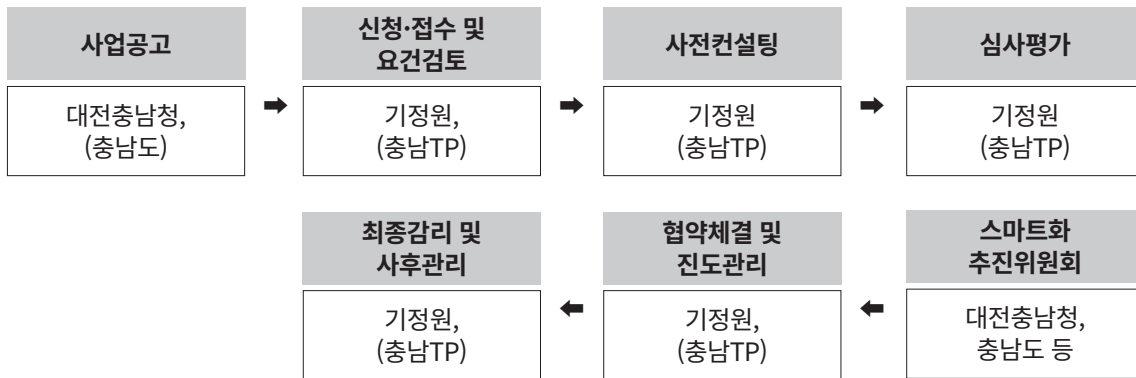 사업공고
대전충남청,
(충남도)
➡
신청·접수 및
요건검토
기정원,
(충남TP)
➡
사전컨설팅
기정원
(충남TP)
➡
심사평가
기정원
(충남TP)
스마트화
추진위원회
대전충남청,
충남도 등
⬅
협약체결 및
진도관리
기정원,
(충남TP)
⬅
최종감리 및
사후관리
기정원,
(충남TP)